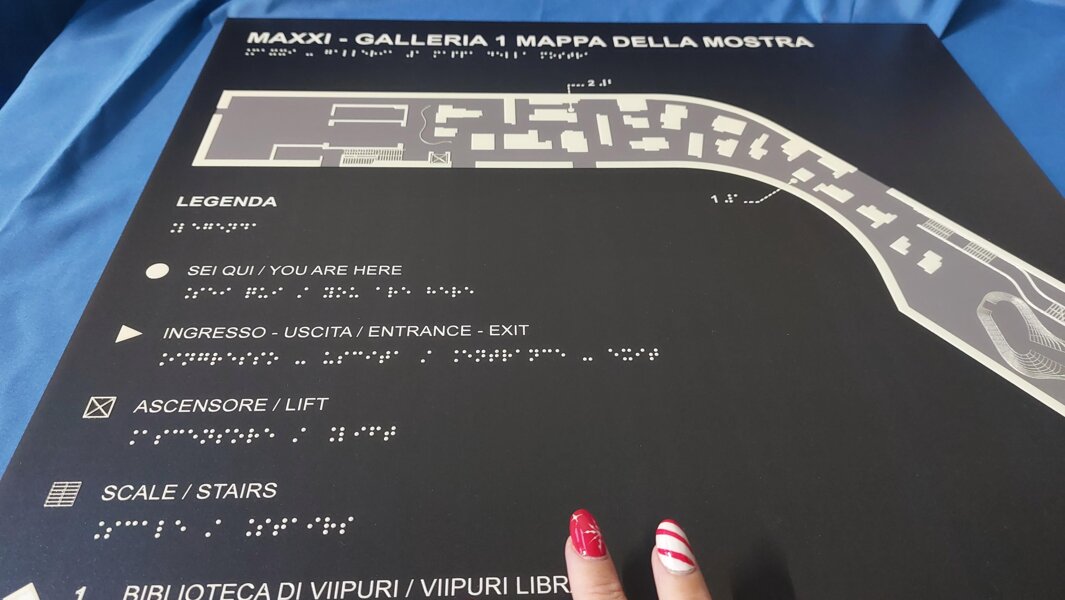 MAXXI - GALLERIA 1 MAPPA DELLA MOSTRA
2
1
LEGENDA
SEI QUI / YOU ARE HERE
INGRESSO - USCITA / ENTRANCE - EXIT
ASCENSORE / LIFT
SCALE / STAIRS
1 BIBLIOTECA DI VIIPURI / VIIPURI